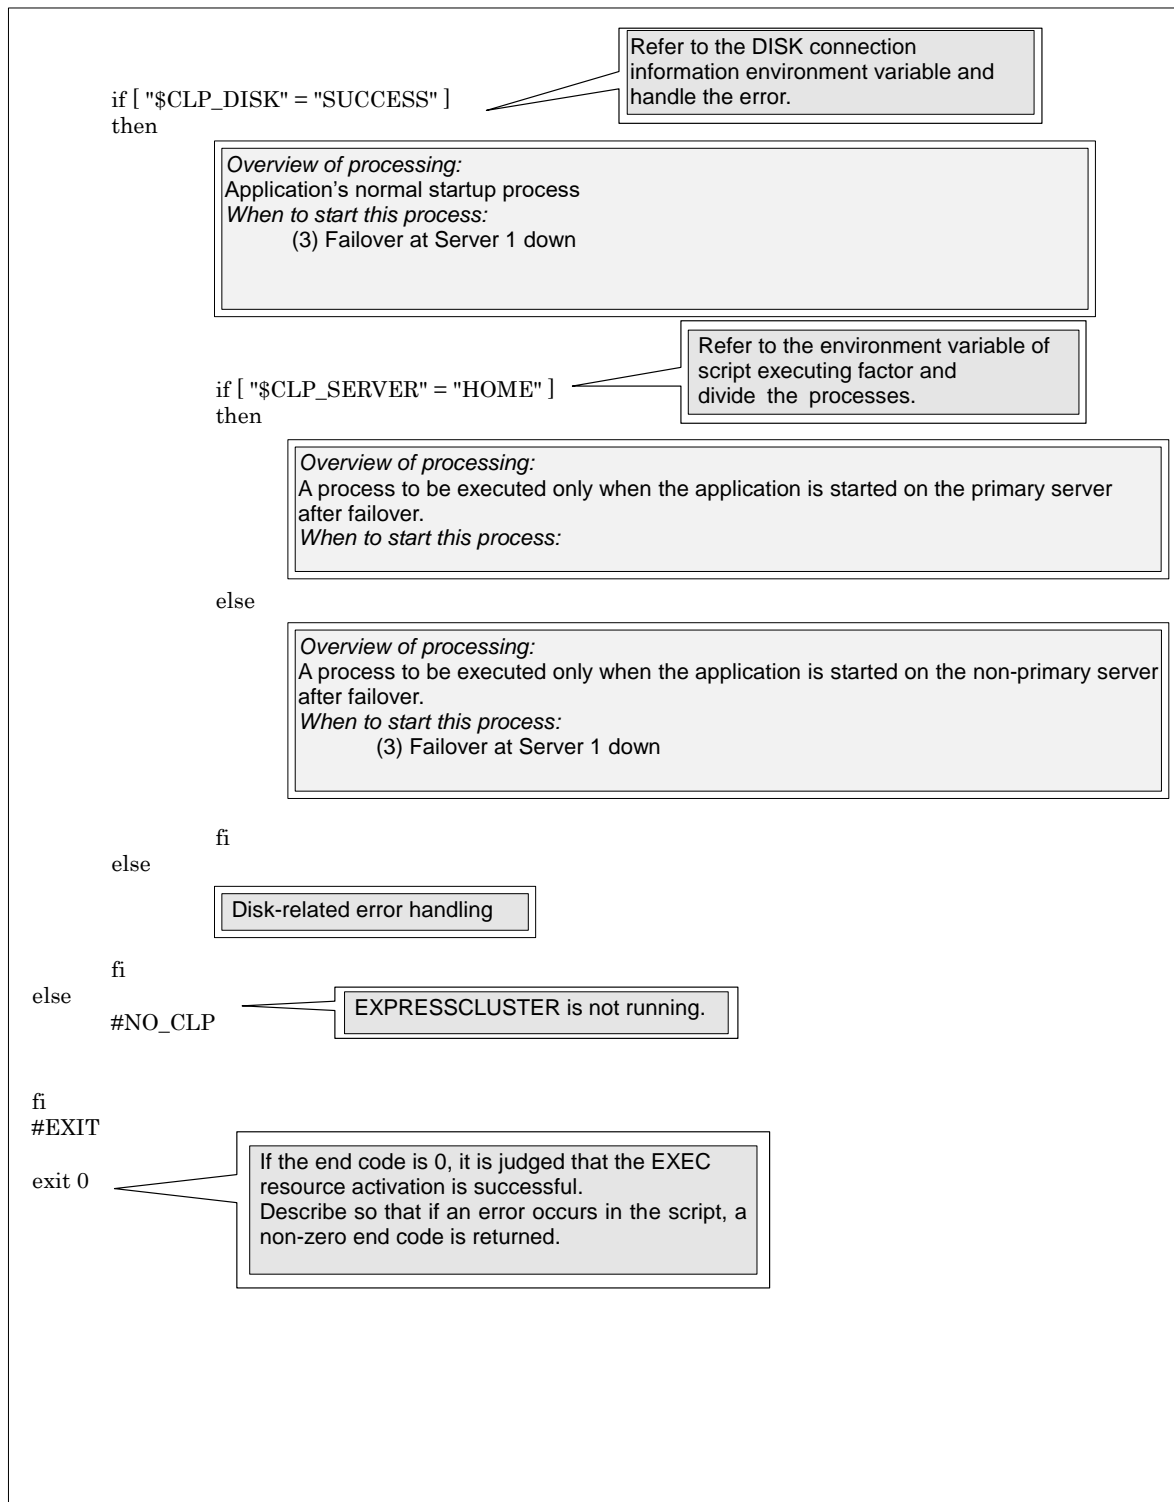 Refer to the DISK connection
information environment variable and
handle the error.
if [ "$CLP_DISK" = "SUCCESS" ]
then
Overview of processing:
Application’s normal startup process
When to start this process:
(3) Failover at Server 1 down
Refer to the environment variable of
script executing factor and
divide the processes.
if [ "$CLP_SERVER" = "HOME" ]
then
Overview of processing:
A process to be executed only when the application is started on the primary server
after failover.
When to start this process:
else
Overview of processing:
A process to be executed only when the application is started on the non-primary server
after failover.
When to start this process:
(3) Failover at Server 1 down
fi
else
Disk-related error handling
fi
else
EXPRESSCLUSTER is not running.
#NO_CLP
fi
#EXIT
exit 0
If the end code is 0, it is judged that the EXEC
resource activation is successful.
Describe so that if an error occurs in the script, a
non-zero end code is returned.